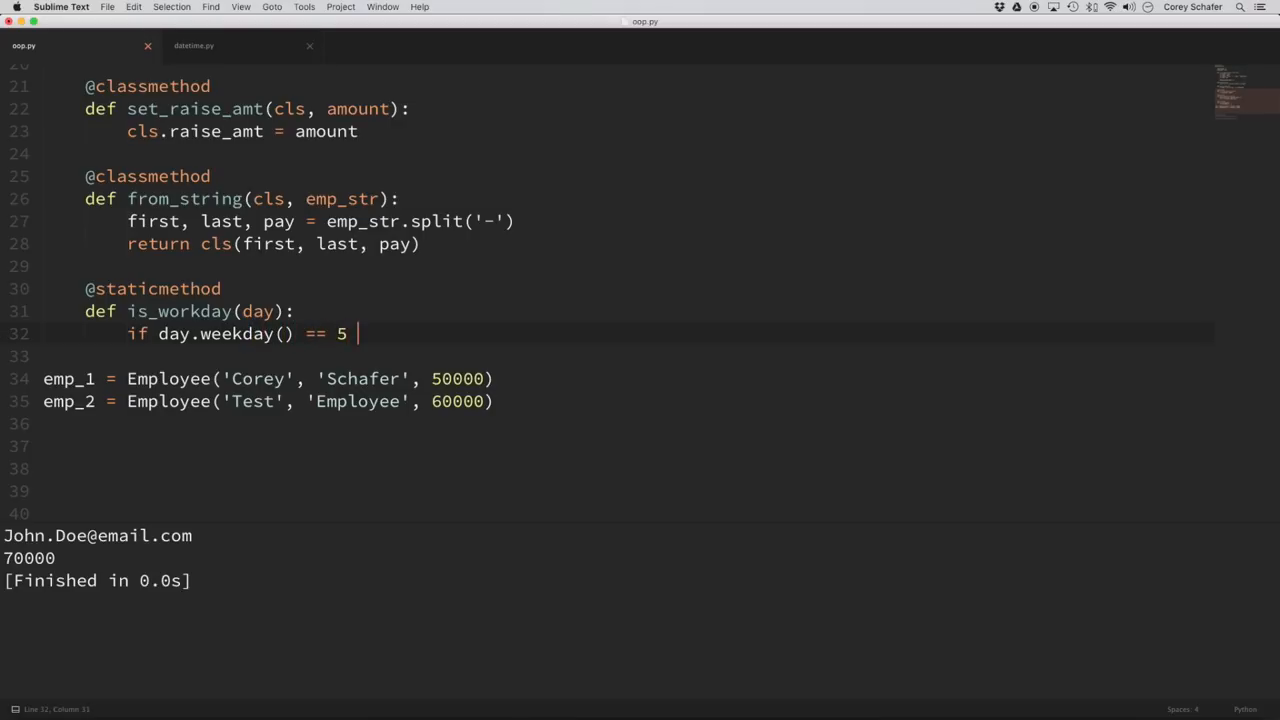 Sublime Text File Edit Selection Find View Goto Tools Project Window Help Corey Schafer
oop.py
oop.py datetime.py
20
21 @classmethod
22 def set_raise_amt(cls, amount):
23 cls.raise_amt = amount
24
25 @classmethod
26 def from_string(cls, emp_str):
27 first, last, pay = emp_str.split('-')
28 return cls(first, last, pay)
29
30 @staticmethod
31 def is_workday(day):
32 if day.weekday() == 5
33
34 emp_1 = Employee('Corey', 'Schafer', 50000)
35 emp_2 = Employee('Test', 'Employee', 60000)
36
37
38
39
40
John.Doe@email.com
70000
[Finished in 0.0s]
Line 32, Column 31 Spaces: 4 Python